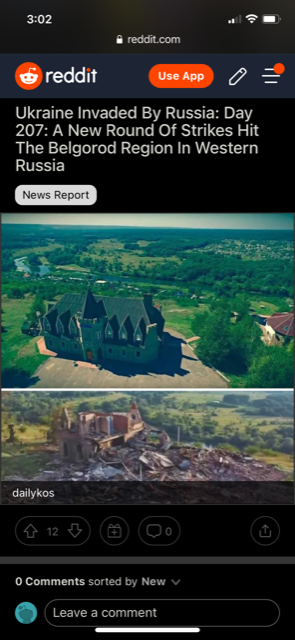 3:02
reddit.com
reddit
Use App
Ukraine Invaded By Russia: Day
207: A New Round Of Strikes Hit
The Belgorod Region In Western
Russia
News Report
dailykos
12
0
0 Comments sorted by New
Leave a comment